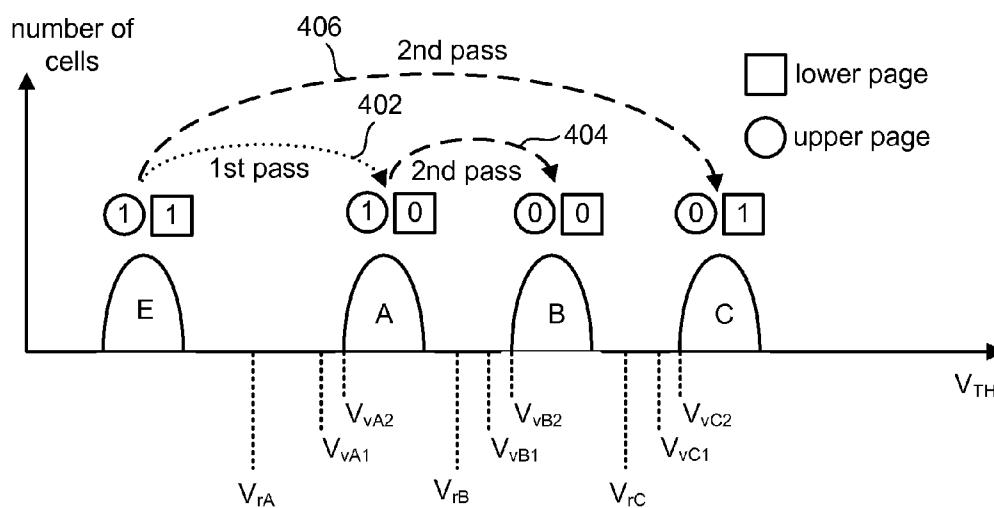 406
number of
cells
2nd pass
lower page
402
404
upper page
1st pass
2nd pass
1 1
1 0
0 0
0 1
E
A
B
C
VTH
VvA2
VvB2
VvC2
VvA1
VvB1
VvC1
VrA
VrB
VrC